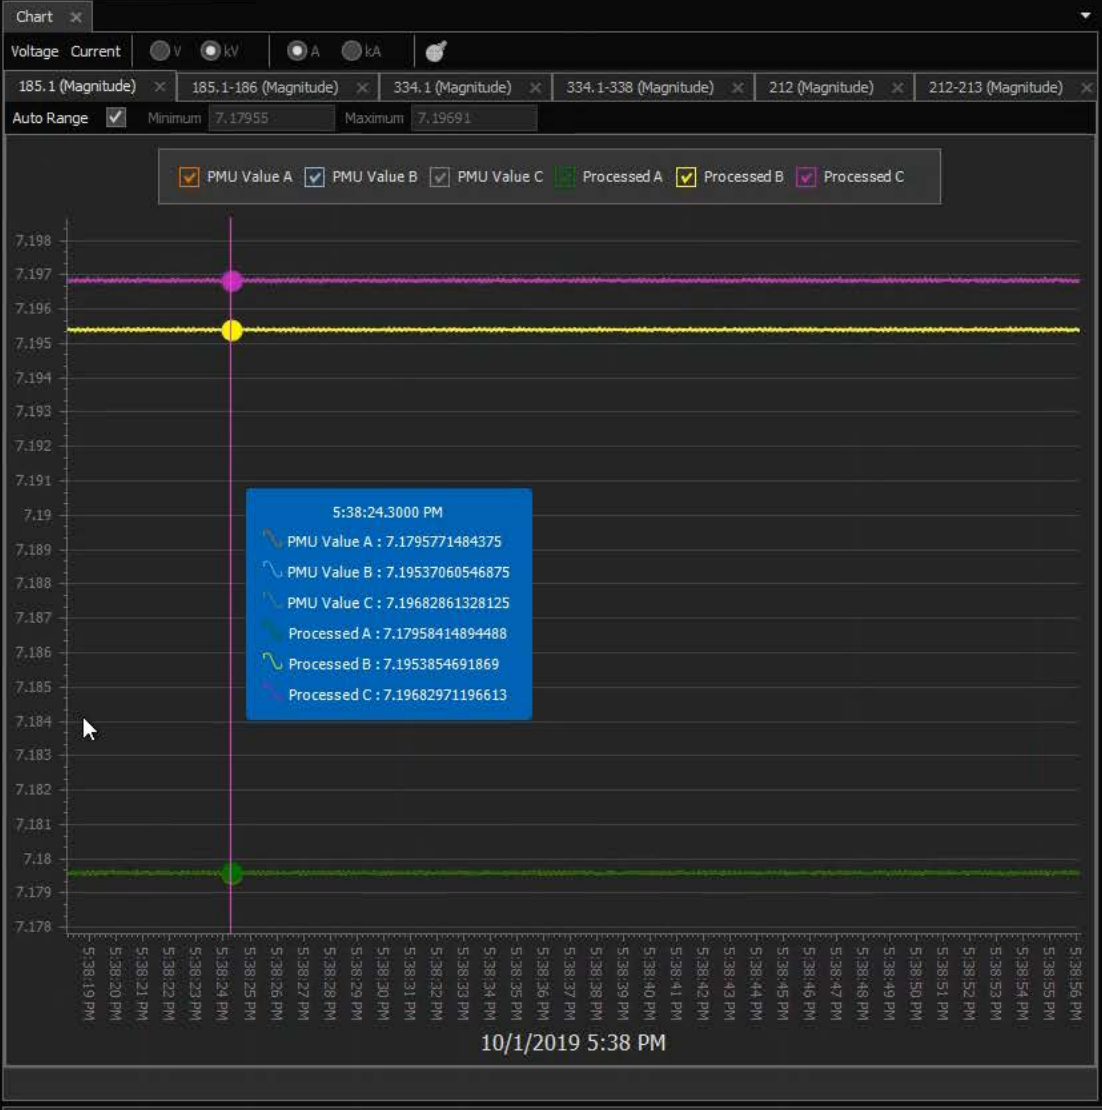 Chart
Voltage Current V kV A kA
185.1 (Magnitude) 185.1-186 (Magnitude) 334.1 (Magnitude) 334.1-338 (Magnitude) 212 (Magnitude) 212-213 (Magnitude)
Auto Range Minimum 7.17955 Maximum 7.19691
PMU Value A PMU Value B PMU Value C Processed A Processed B Processed C
7.198
7.197
7.196
7.195
7.194
7.193
7.192
7.191
7.19
7.189
7.188
7.187
7.186
7.185
7.184
7.183
7.182
7.181
7.18
7.179
7.178
5:38:24.3000 PM
PMU Value A : 7.1795771484375
PMU Value B : 7.19537060546875
PMU Value C : 7.19682861328125
Processed A : 7.17958414894488
Processed B : 7.1953854691869
Processed C : 7.19682971196613
5:38:19 PM
5:38:20 PM
5:38:21 PM
5:38:22 PM
5:38:23 PM
5:38:24 PM
5:38:25 PM
5:38:26 PM
5:38:27 PM
5:38:28 PM
5:38:29 PM
5:38:30 PM
5:38:31 PM
5:38:32 PM
5:38:33 PM
5:38:34 PM
5:38:35 PM
5:38:36 PM
5:38:37 PM
5:38:38 PM
5:38:39 PM
5:38:40 PM
5:38:41 PM
5:38:42 PM
5:38:43 PM
5:38:44 PM
5:38:45 PM
5:38:46 PM
5:38:47 PM
5:38:48 PM
5:38:49 PM
5:38:50 PM
5:38:51 PM
5:38:52 PM
5:38:53 PM
5:38:54 PM
5:38:55 PM
5:38:56 PM
10/1/2019 5:38 PM